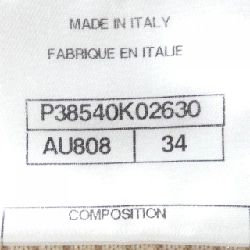 MADE IN ITALY
FABRIQUE EN ITALIE
P38540K02630
AU808 34
COMPOSITION